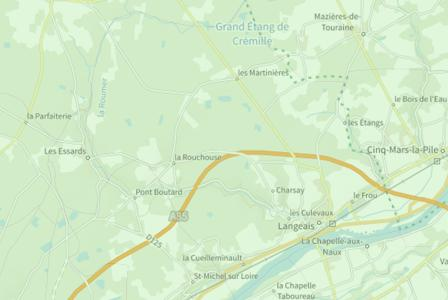 Grand Étang de
Crémille
Mazières-de-
Touraine
les Martinières
la Roumer
le Bois de l'Eau
la Parfaiterie
les Étangs
Les Essards
la Rouchouse
Cinq-Mars-la-Pile
Pont Boutard
Charsay
le Frou
A85
les Culevaux
Langeais
D125
La Chapelle-aux-
Naux
la Cueilleminault
St-Michel sur Loire
Va
la Chapelle
Taboureau